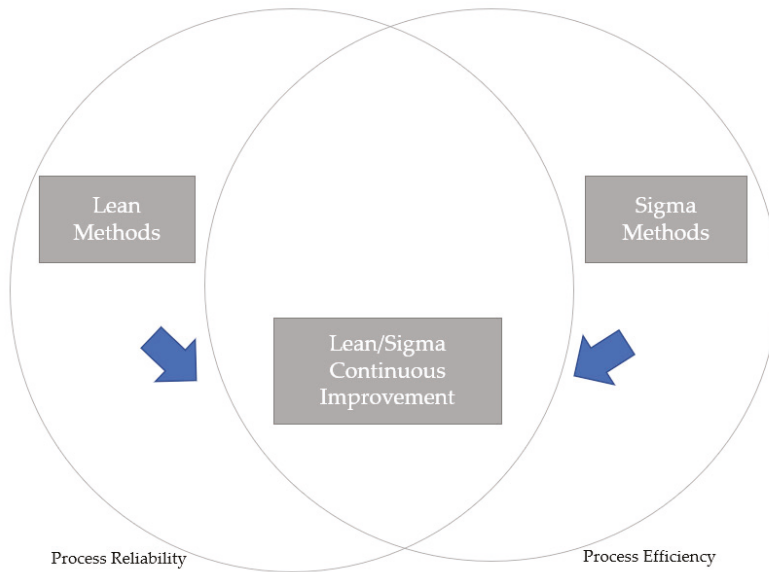 Lean
Methods
Sigma
Methods
Lean/Sigma
Continuous
Improvement
Process Reliability
Process Efficiency